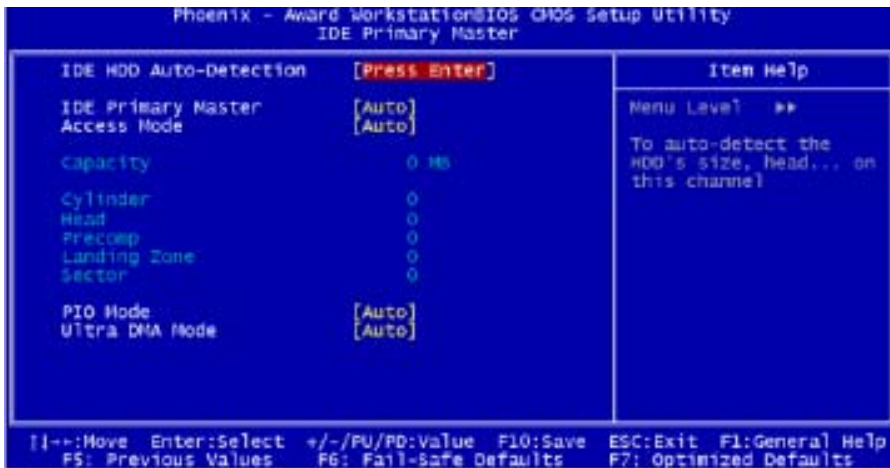 Phoenix - Award WorkstationBIOS CMOS Setup Utility
IDE Primary Master
IDE HDD Auto-Detection [Press Enter]
IDE Primary Master [Auto]
Access Mode [Auto]
Capacity 0 MB
Cylinder 0
Head 0
Precomp 0
Landing Zone 0
Sector 0
PIO Mode [Auto]
Ultra DMA Mode [Auto]
Item Help
Menu Level ▶▶
To auto-detect the
HDD's size, head... on
this channel
↑↓→←:Move Enter:Select +/-/PU/PD:Value F10:Save ESC:Exit F1:General Help
F5: Previous Values F6: Fail-Safe Defaults F7: Optimized Defaults